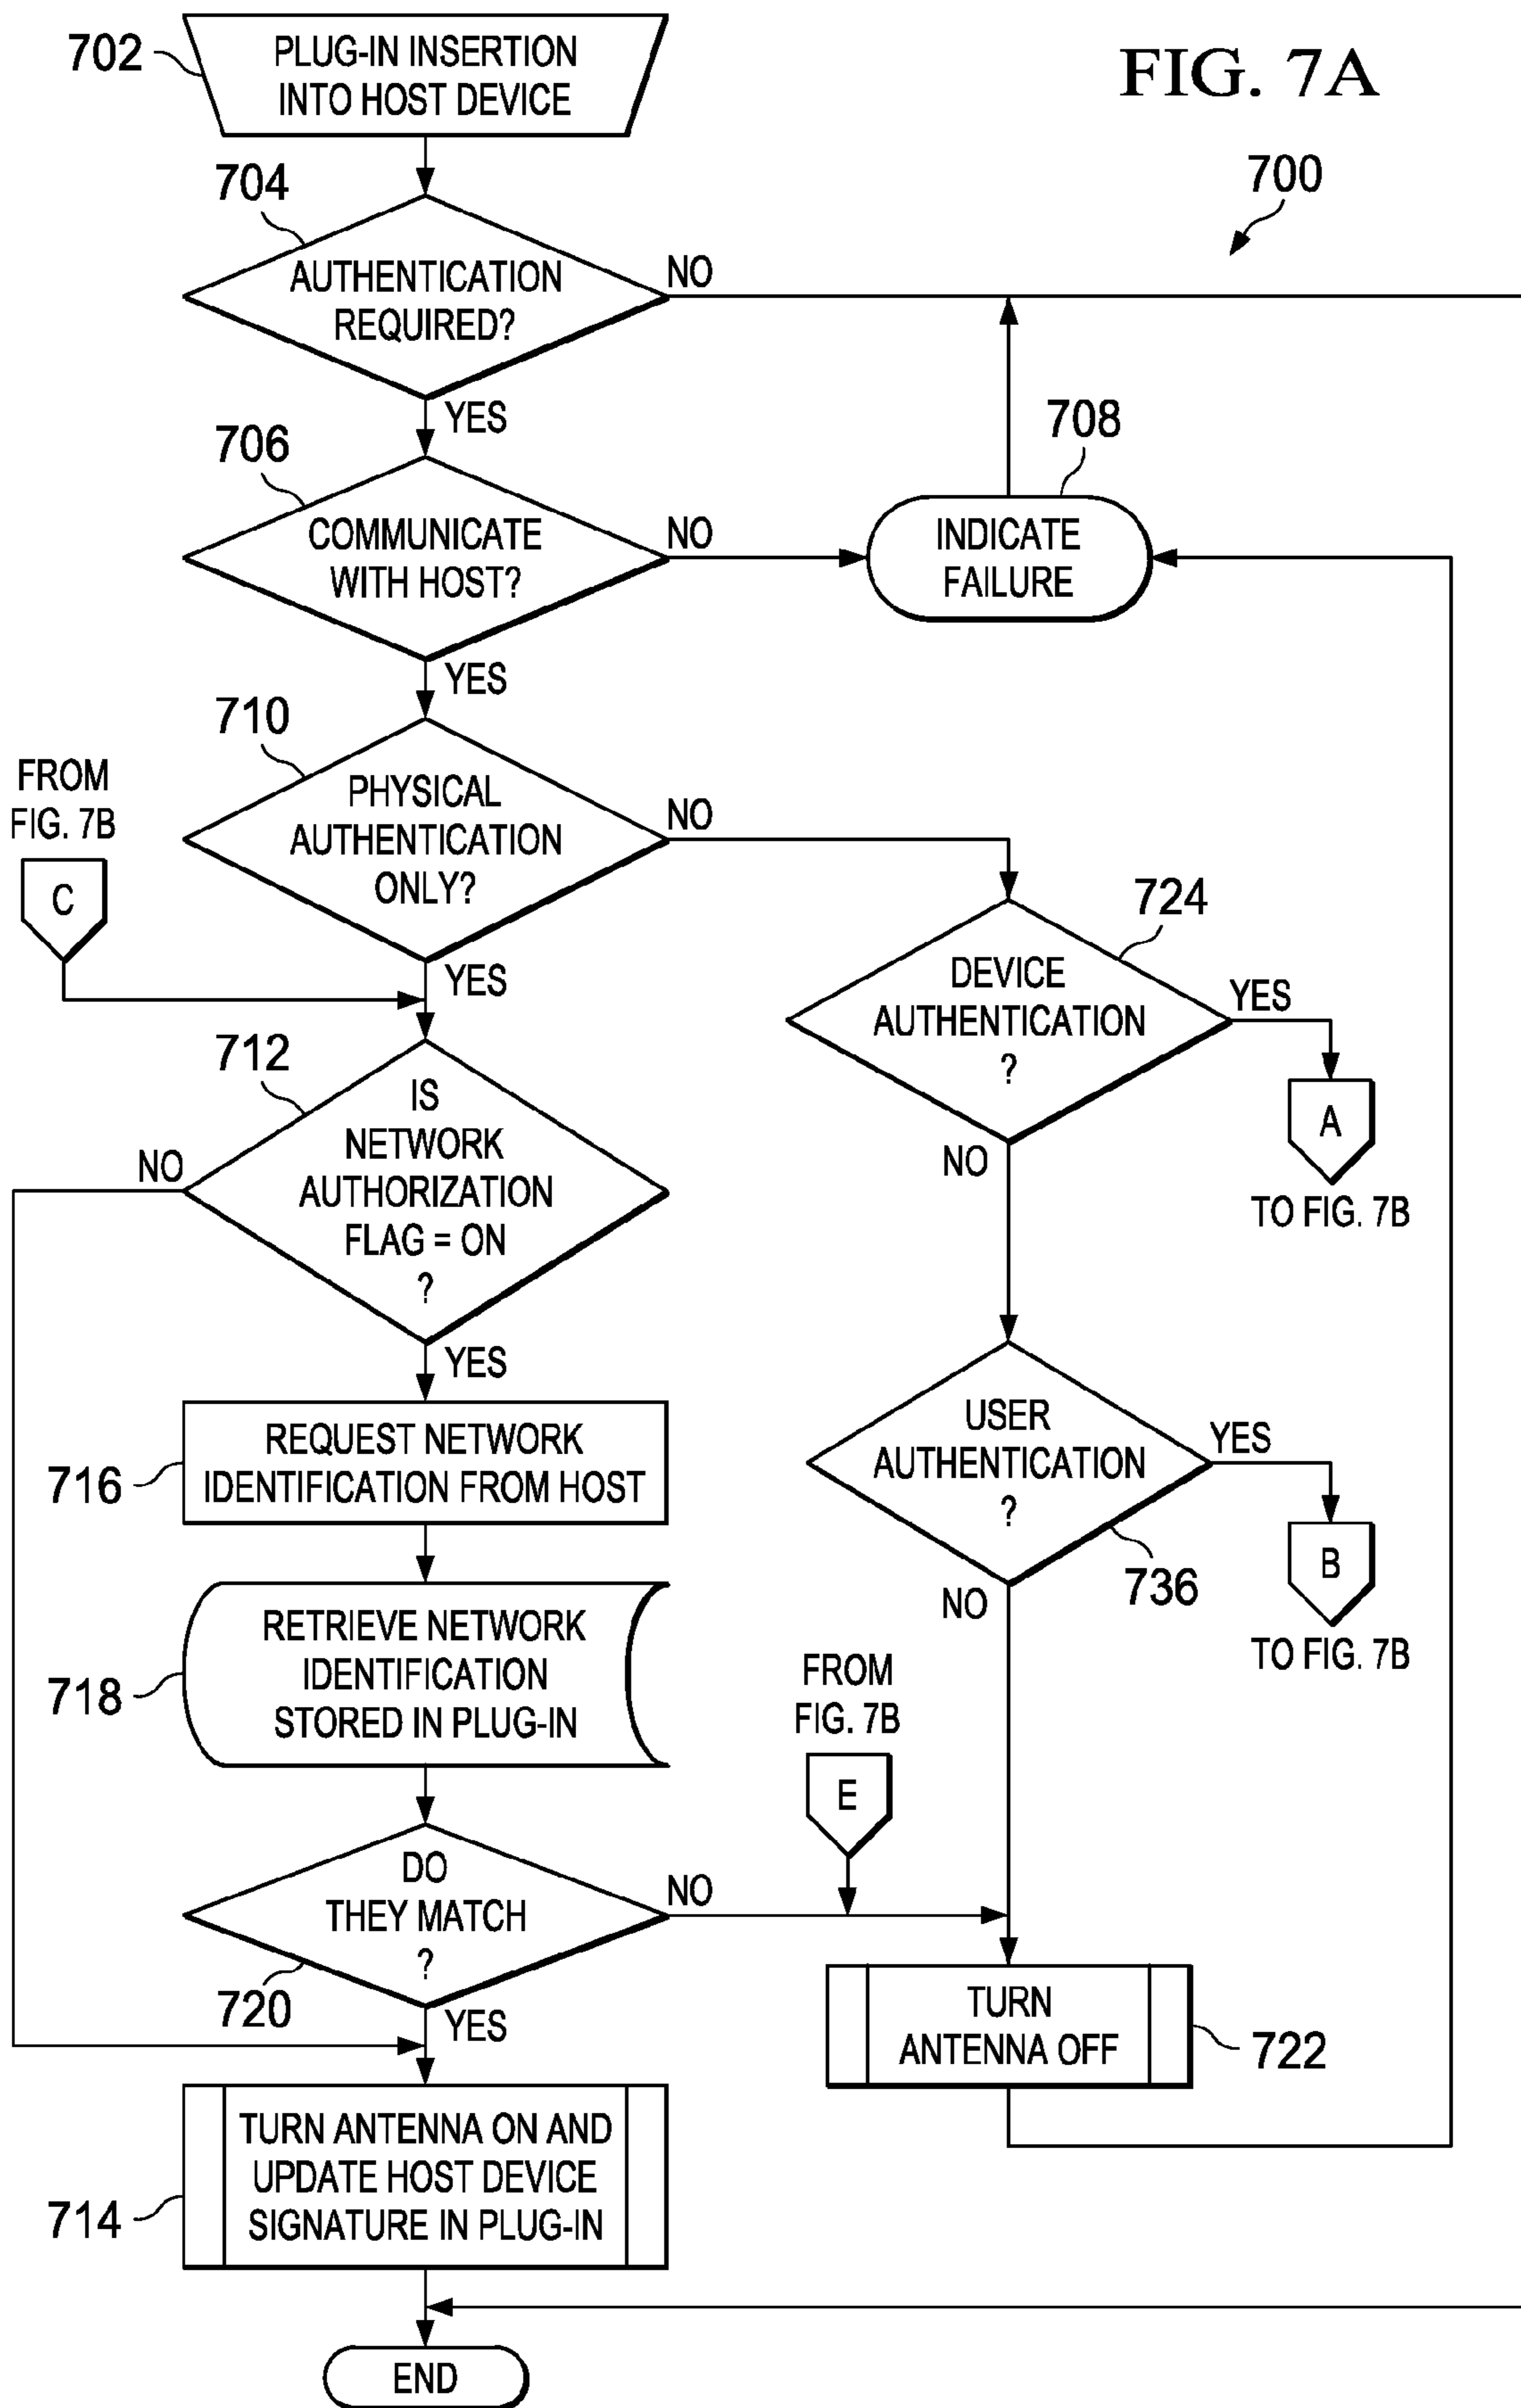 FIG. 7A
700
702
PLUG-IN INSERTION
INTO HOST DEVICE
704
AUTHENTICATION
REQUIRED?
NO
YES
706
COMMUNICATE
WITH HOST?
NO
YES
708
INDICATE
FAILURE
710
PHYSICAL
AUTHENTICATION
ONLY?
NO
YES
FROM
FIG. 7B
C
724
DEVICE
AUTHENTICATION
?
YES
NO
A
TO FIG. 7B
712
IS
NETWORK
AUTHORIZATION
FLAG = ON
?
NO
YES
USER
AUTHENTICATION
?
YES
NO
736
B
TO FIG. 7B
716
REQUEST NETWORK
IDENTIFICATION FROM HOST
718
RETRIEVE NETWORK
IDENTIFICATION
STORED IN PLUG-IN
FROM
FIG. 7B
E
DO
THEY MATCH
?
720
NO
YES
TURN
ANTENNA OFF
722
714
TURN ANTENNA ON AND
UPDATE HOST DEVICE
SIGNATURE IN PLUG-IN
END